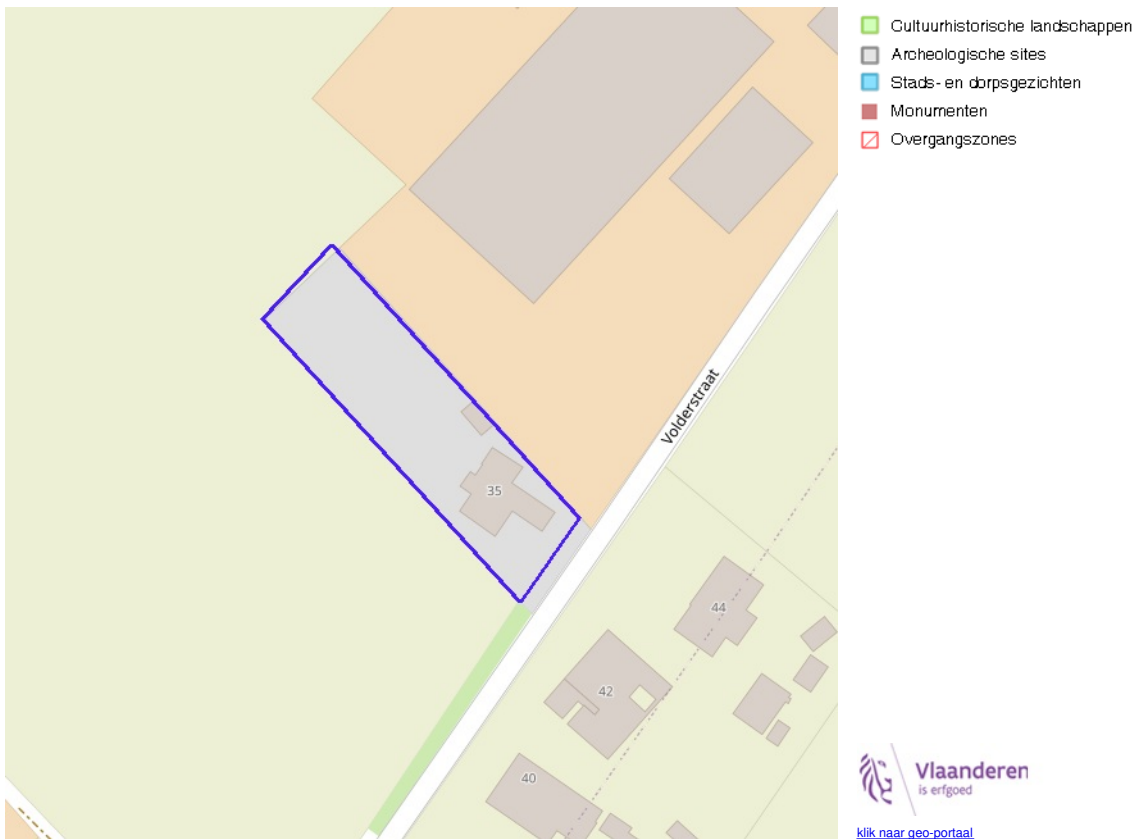 Cultuurhistorische landschappen
Archeologische sites
Stads- en dorpsgezichten
Monumenten
Overgangszones
Volderstraat
35
44
42
40
Vlaanderen
is erfgoed
klik naar geo-portaal